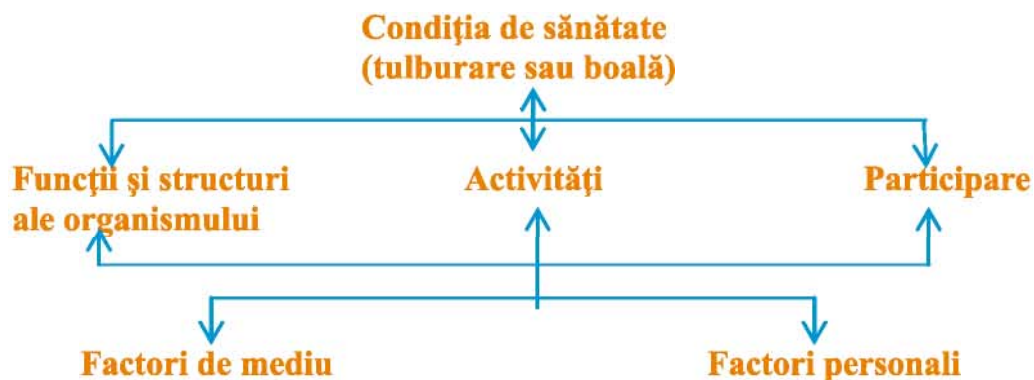 Condiţia de sănătate
(tulburare sau boală)
Funcţii şi structuri
ale organismului
Activităţi
Participare
Factori de mediu
Factori personali